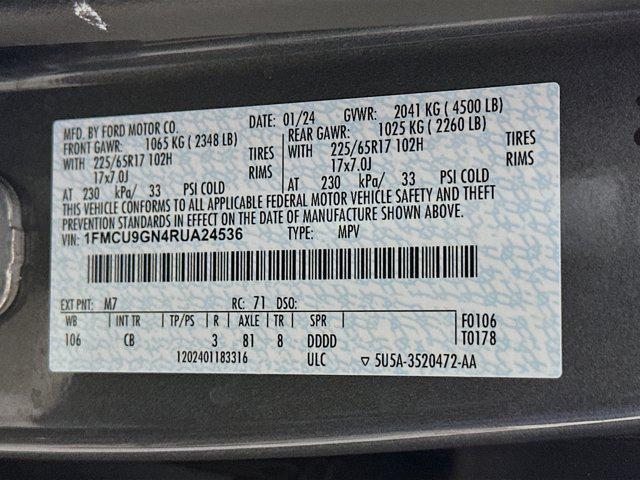 MFD. BY FORD MOTOR CO. DATE: 01/24 GVWR: 2041 KG ( 4500 LB)
FRONT GAWR: 1065 KG ( 2348 LB) REAR GAWR: 1025 KG ( 2260 LB)
WITH 225/65R17 102H TIRES WITH 225/65R17 102H TIRES
17x7.0J RIMS 17x7.0J RIMS
AT 230 kPa/ 33 PSI COLD AT 230 kPa/ 33 PSI COLD
THIS VEHICLE CONFORMS TO ALL APPLICABLE FEDERAL MOTOR VEHICLE SAFETY AND THEFT
PREVENTION STANDARDS IN EFFECT ON THE DATE OF MANUFACTURE SHOWN ABOVE.
VIN: 1FMCU9GN4RUA24536 TYPE: MPV
EXT PNT: M7 RC: 71 DSO:
WB INT TR TP/PS R AXLE TR SPR F0106
106 CB 3 81 8 DDDD T0178
1202401183316 ULC ▽ 5U5A-3520472-AA